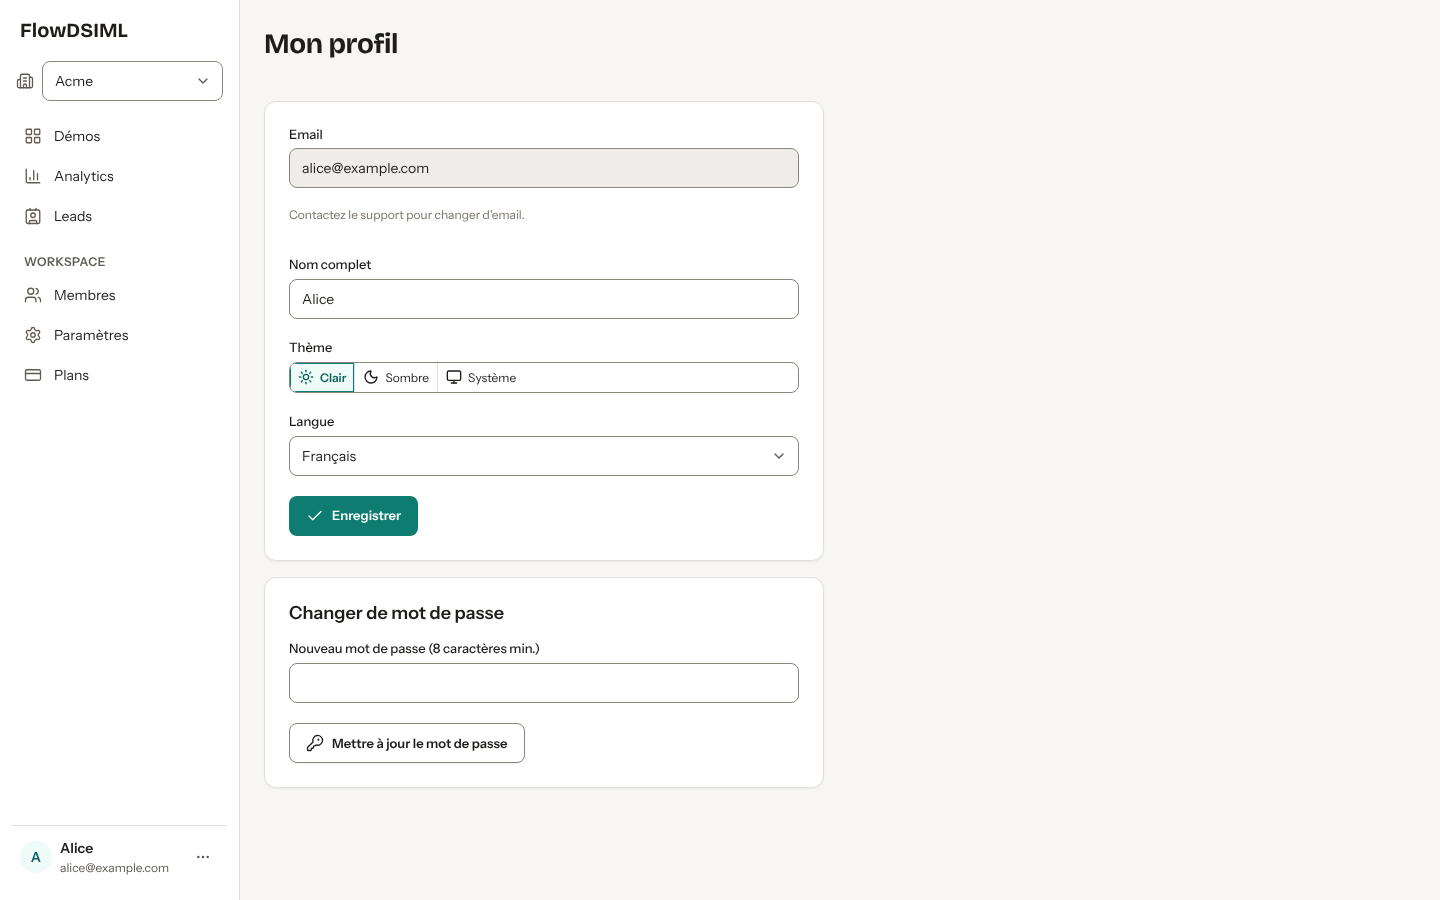 FlowDSIML
Acme
Démos
Analytics
Leads
WORKSPACE
Membres
Paramètres
Plans
A
Alice
alice@example.com
Mon profil
Email
alice@example.com
Contactez le support pour changer d'email.
Nom complet
Alice
Thème
Clair Sombre Système
Langue
Français
Enregistrer
Changer de mot de passe
Nouveau mot de passe (8 caractères min.)
Mettre à jour le mot de passe